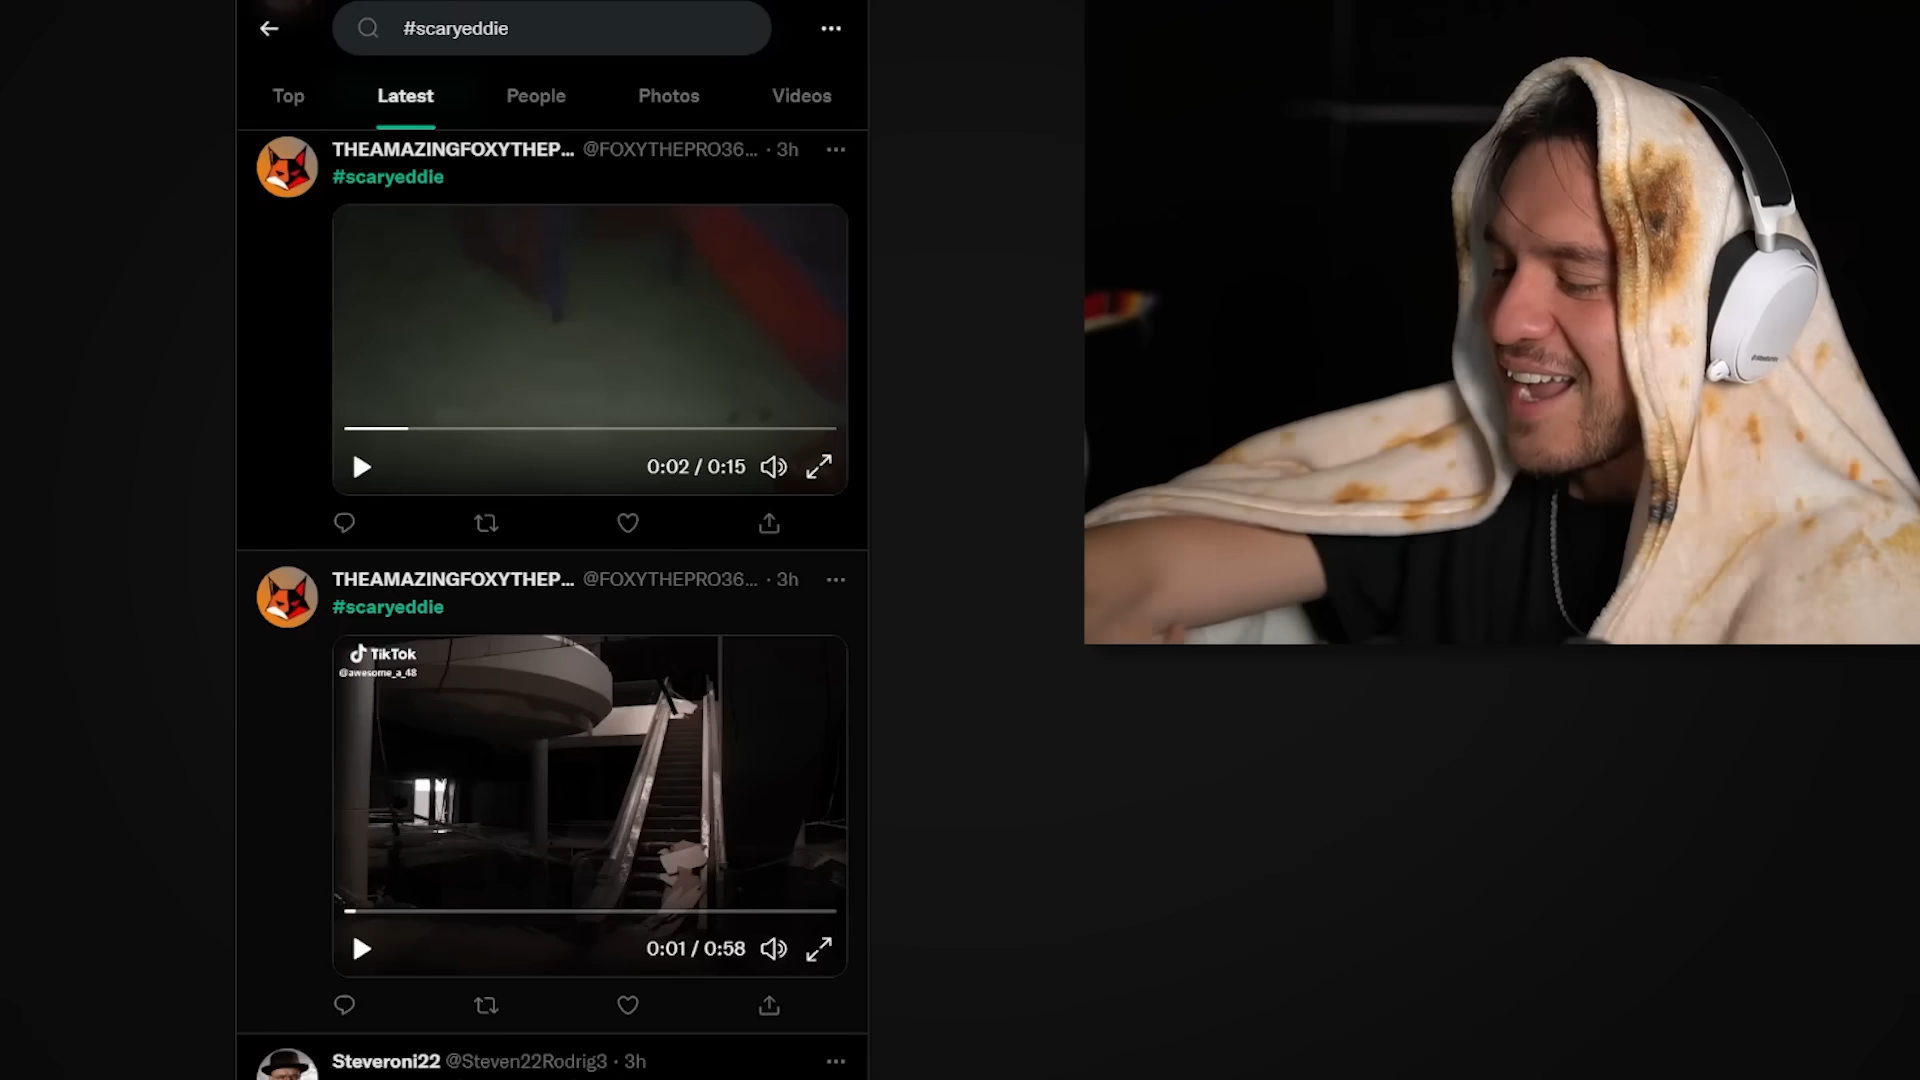 #scaryeddie
Top Latest People Photos Videos
THEAMAZINGFOXYTHEP... @FOXYTHEPRO36... · 3h
#scaryeddie
0:02 / 0:15
THEAMAZINGFOXYTHEP... @FOXYTHEPRO36... · 3h
#scaryeddie
TikTok
@awesome_a_48
0:01 / 0:58
Steveroni22 @Steven22Rodrig3 · 3h